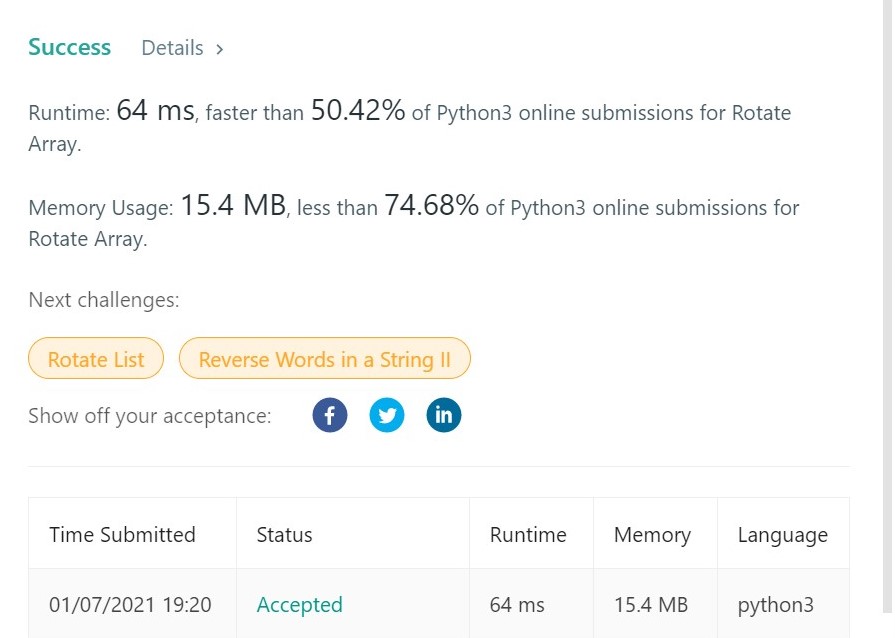 Success Details >
Runtime: 64 ms, faster than 50.42% of Python3 online submissions for Rotate
Array.
Memory Usage: 15.4 MB, less than 74.68% of Python3 online submissions for
Rotate Array.
Next challenges:
Rotate List Reverse Words in a String II
Show off your acceptance: f in
Time Submitted Status Runtime Memory Language
01/07/2021 19:20 Accepted 64 ms 15.4 MB python3